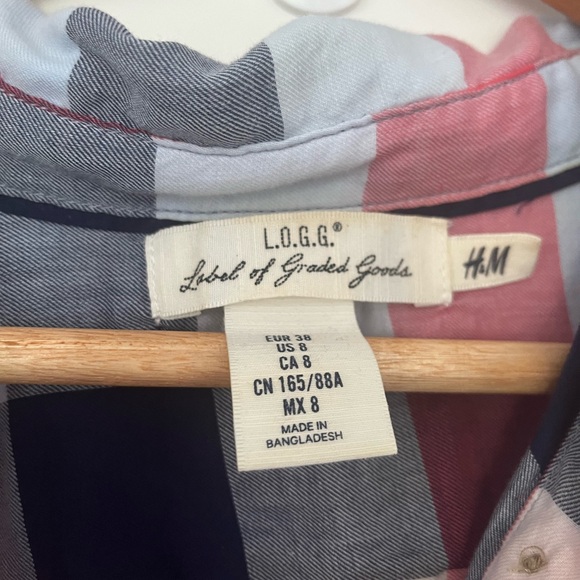 L.O.G.G.®
Label of Graded Goods
H&M
EUR 38
US 8
CA 8
CN 165/88A
MX 8
MADE IN
BANGLADESH